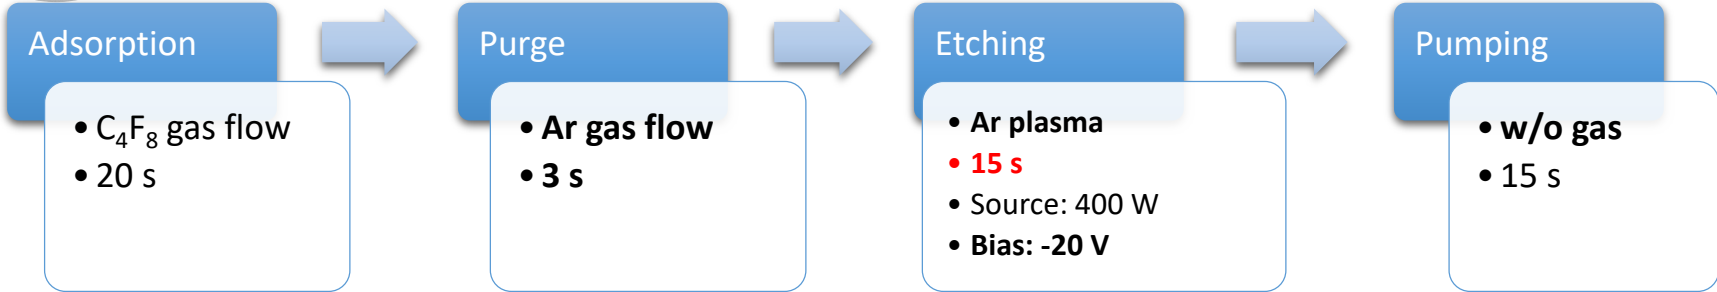 Adsorption
• C₄F₈ gas flow
• 20 s
Purge
• Ar gas flow
• 3 s
Etching
• Ar plasma
• 15 s
• Source: 400 W
• Bias: -20 V
Pumping
• w/o gas
• 15 s